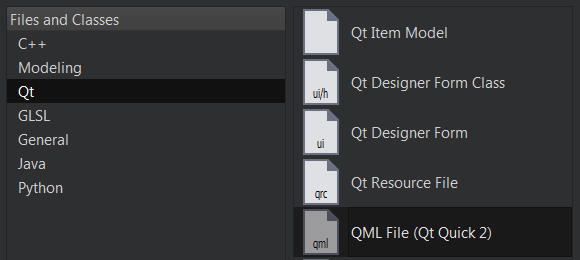 Files and Classes
C++
Modeling
Qt
GLSL
General
Java
Python
Qt Item Model
ui/h
Qt Designer Form Class
ui
Qt Designer Form
qrc
Qt Resource File
qml
QML File (Qt Quick 2)